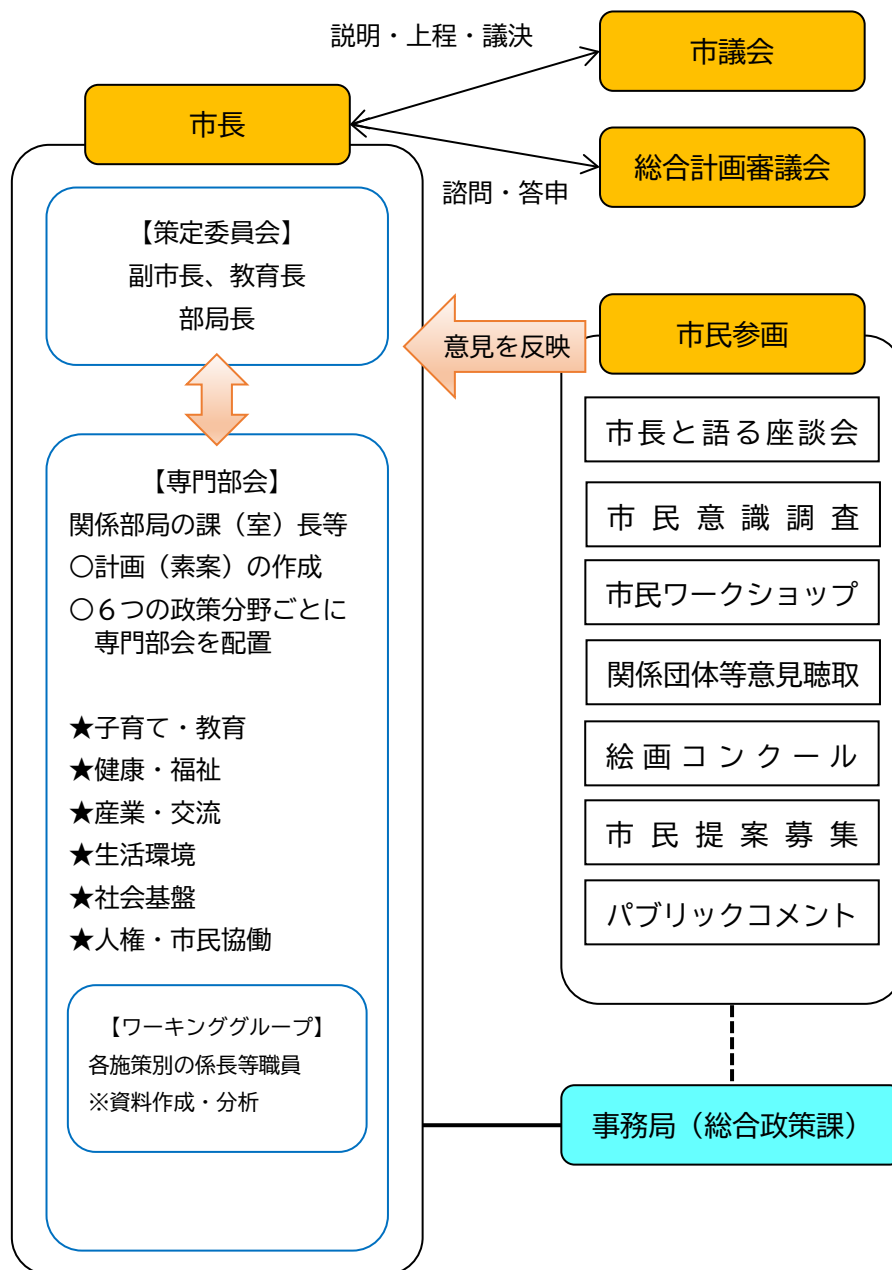 説明・上程・議決
市議会
市長
総合計画審議会
諮問・答申
【策定委員会】
副市長、教育長
部局長
意見を反映
市民参画
市長と語る座談会
市民意識調査
市民ワークショップ
関係団体等意見聴取
絵画コンクール
市民提案募集
パブリックコメント
【専門部会】
関係部局の課（室）長等
〇計画（素案）の作成
〇６つの政策分野ごとに
専門部会を配置
★子育て・教育
★健康・福祉
★産業・交流
★生活環境
★社会基盤
★人権・市民協働
【ワーキンググループ】
各施策別の係長等職員
※資料作成・分析
事務局（総合政策課）